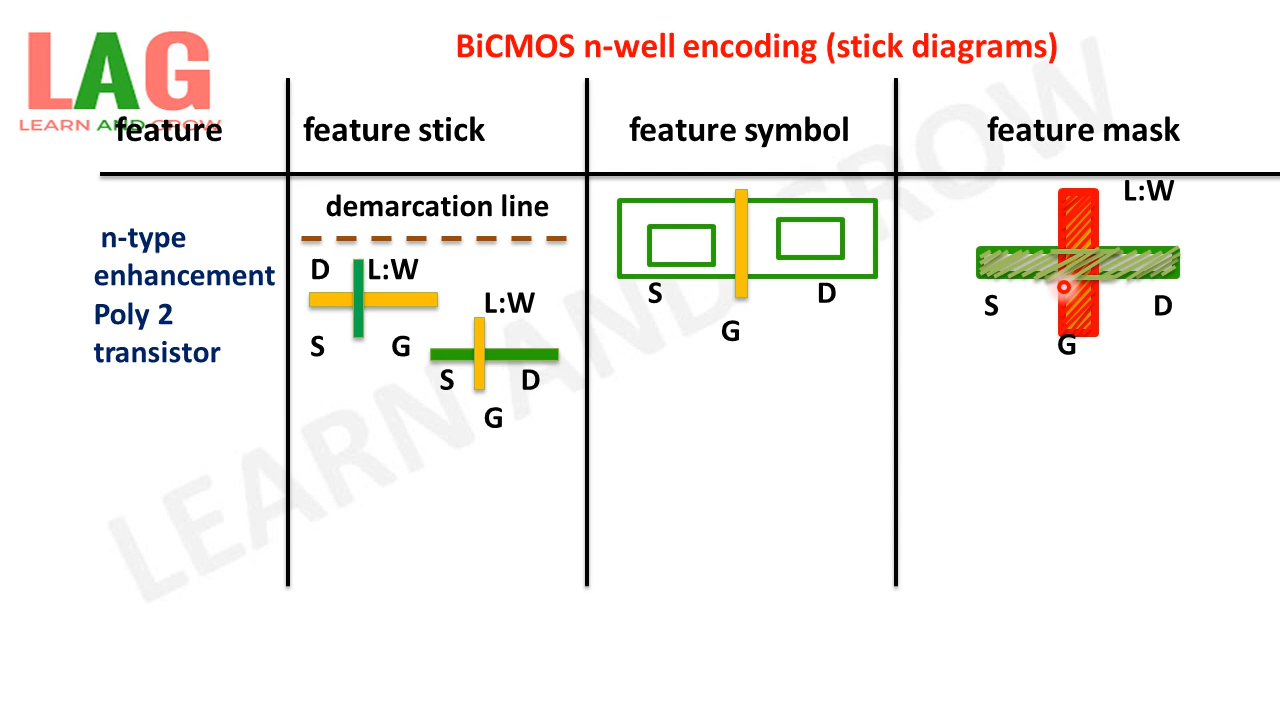 LAG
LEARN AND GROW
BiCMOS n-well encoding (stick diagrams)
feature
feature stick
feature symbol
feature mask
n-type
enhancement
Poly 2
transistor
demarcation line
D L:W
S G
L:W
S D
G
S D
G
L:W
S D
G
LEARN AND GROW